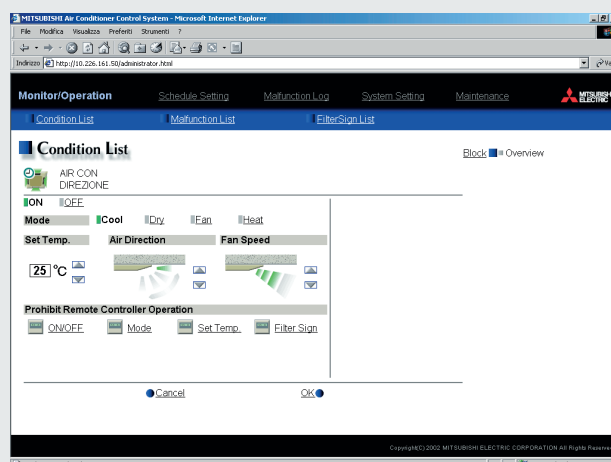 MITSUBISHI Air Conditioner Control System - Microsoft Internet Explorer
File Modifica Visualizza Preferiti Strumenti ?
Indirizzo http://10.226.161.50/administrator.html
Monitor/Operation Schedule Setting Malfunction Log System Setting Maintenance MITSUBISHI
ELECTRIC
Condition List Malfunction List FilterSign List
Condition List
Block Overview
AIR CON
DIREZIONE
ON OFF
Mode Cool Dry Fan Heat
Set Temp. Air Direction Fan Speed
25 °C
Prohibit Remote Controller Operation
ON/OFF Mode Set Temp. Filter Sign
Cancel OK
Copyright(C) 2002 MITSUBISHI ELECTRIC CORPORATION All Rights Reserved